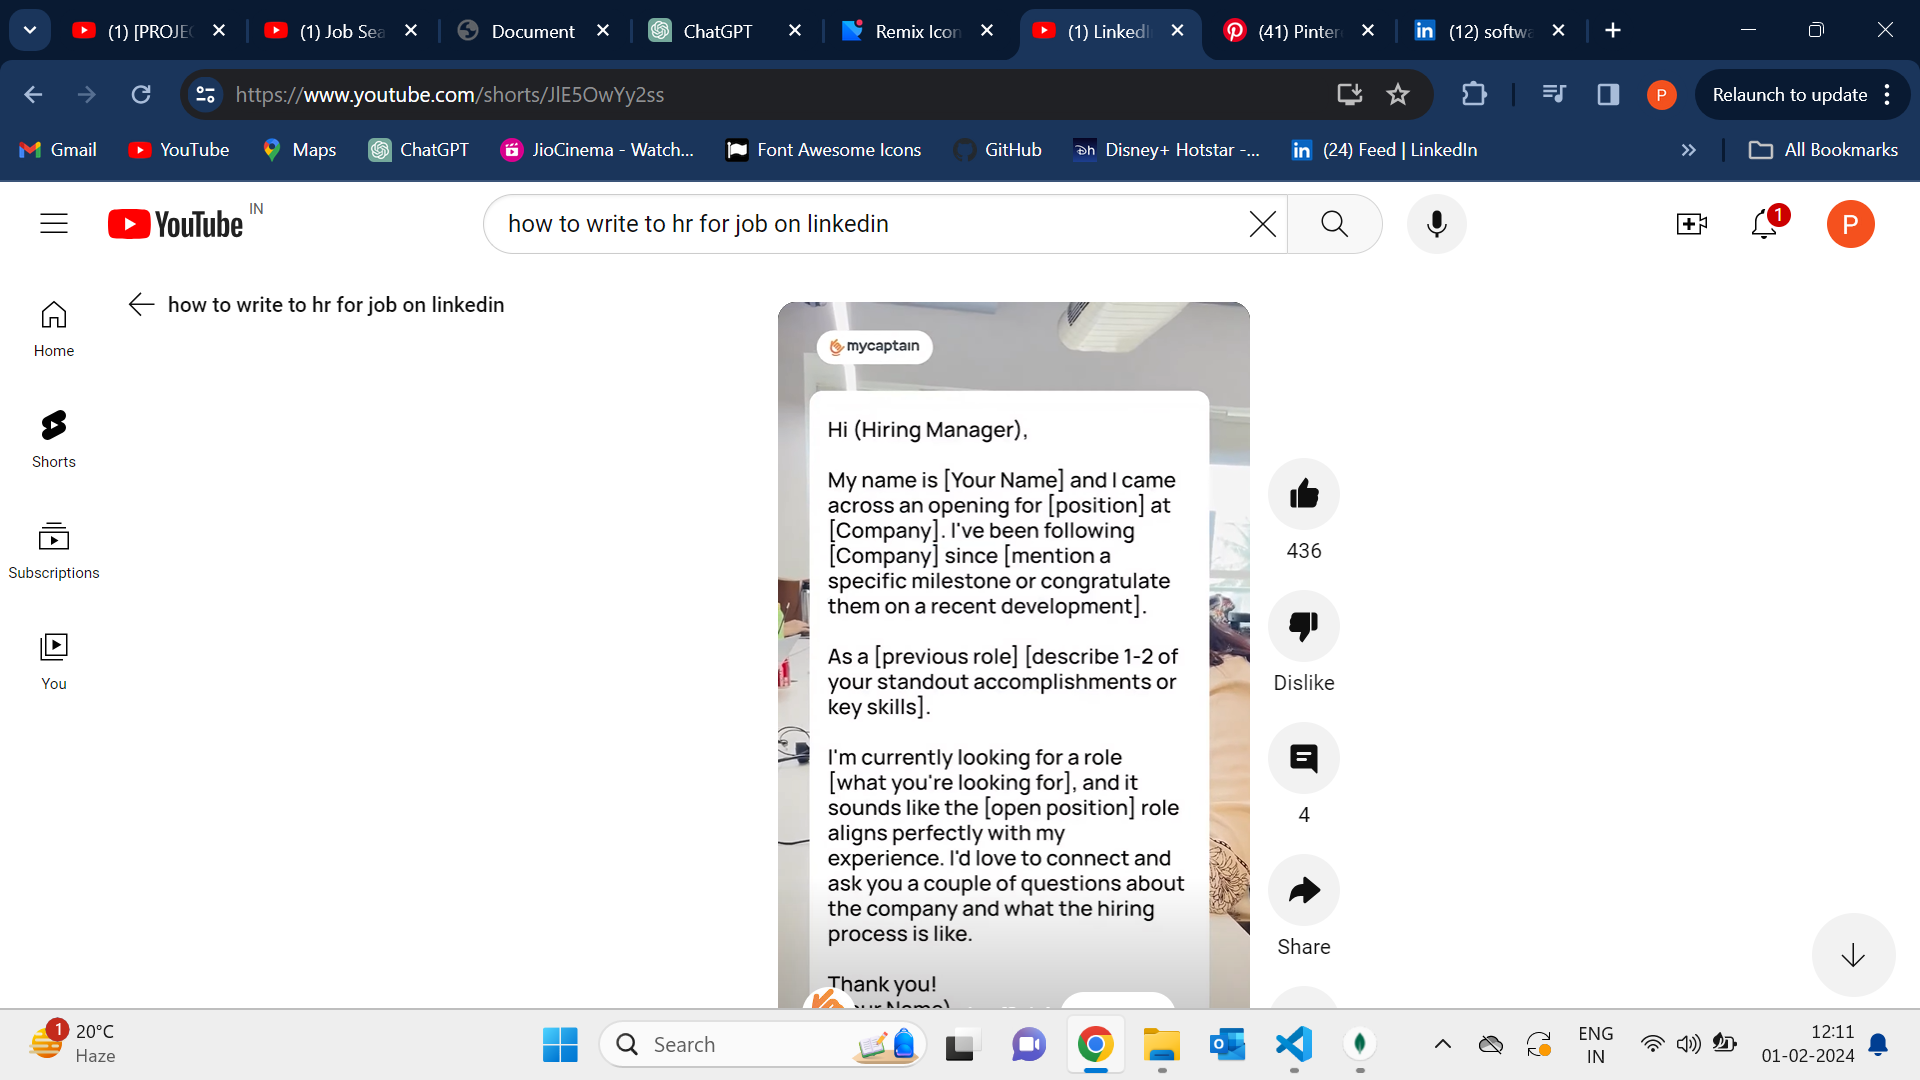 (1) [PROJE
(1) Job Sea
Document
ChatGPT
Remix Icon
(1) LinkedI
(41) Pinter
(12) softwa
https://www.youtube.com/shorts/JlE5OwYy2ss
P
Relaunch to update
Gmail
YouTube
Maps
ChatGPT
JioCinema - Watch...
Font Awesome Icons
GitHub
Disney+ Hotstar -...
(24) Feed | LinkedIn
All Bookmarks
YouTube IN
how to write to hr for job on linkedin
1
P
how to write to hr for job on linkedin
Home
Shorts
Subscriptions
You
mycaptain
Hi (Hiring Manager),
My name is [Your Name] and I came
across an opening for [position] at
[Company]. I've been following
[Company] since [mention a
specific milestone or congratulate
them on a recent development].
As a [previous role] [describe 1-2 of
your standout accomplishments or
key skills].
I'm currently looking for a role
[what you're looking for], and it
sounds like the [open position] role
aligns perfectly with my
experience. I'd love to connect and
ask you a couple of questions about
the company and what the hiring
process is like.
Thank you!
436
Dislike
4
Share
1
20°C
Haze
Search
ENG
IN
12:11
01-02-2024